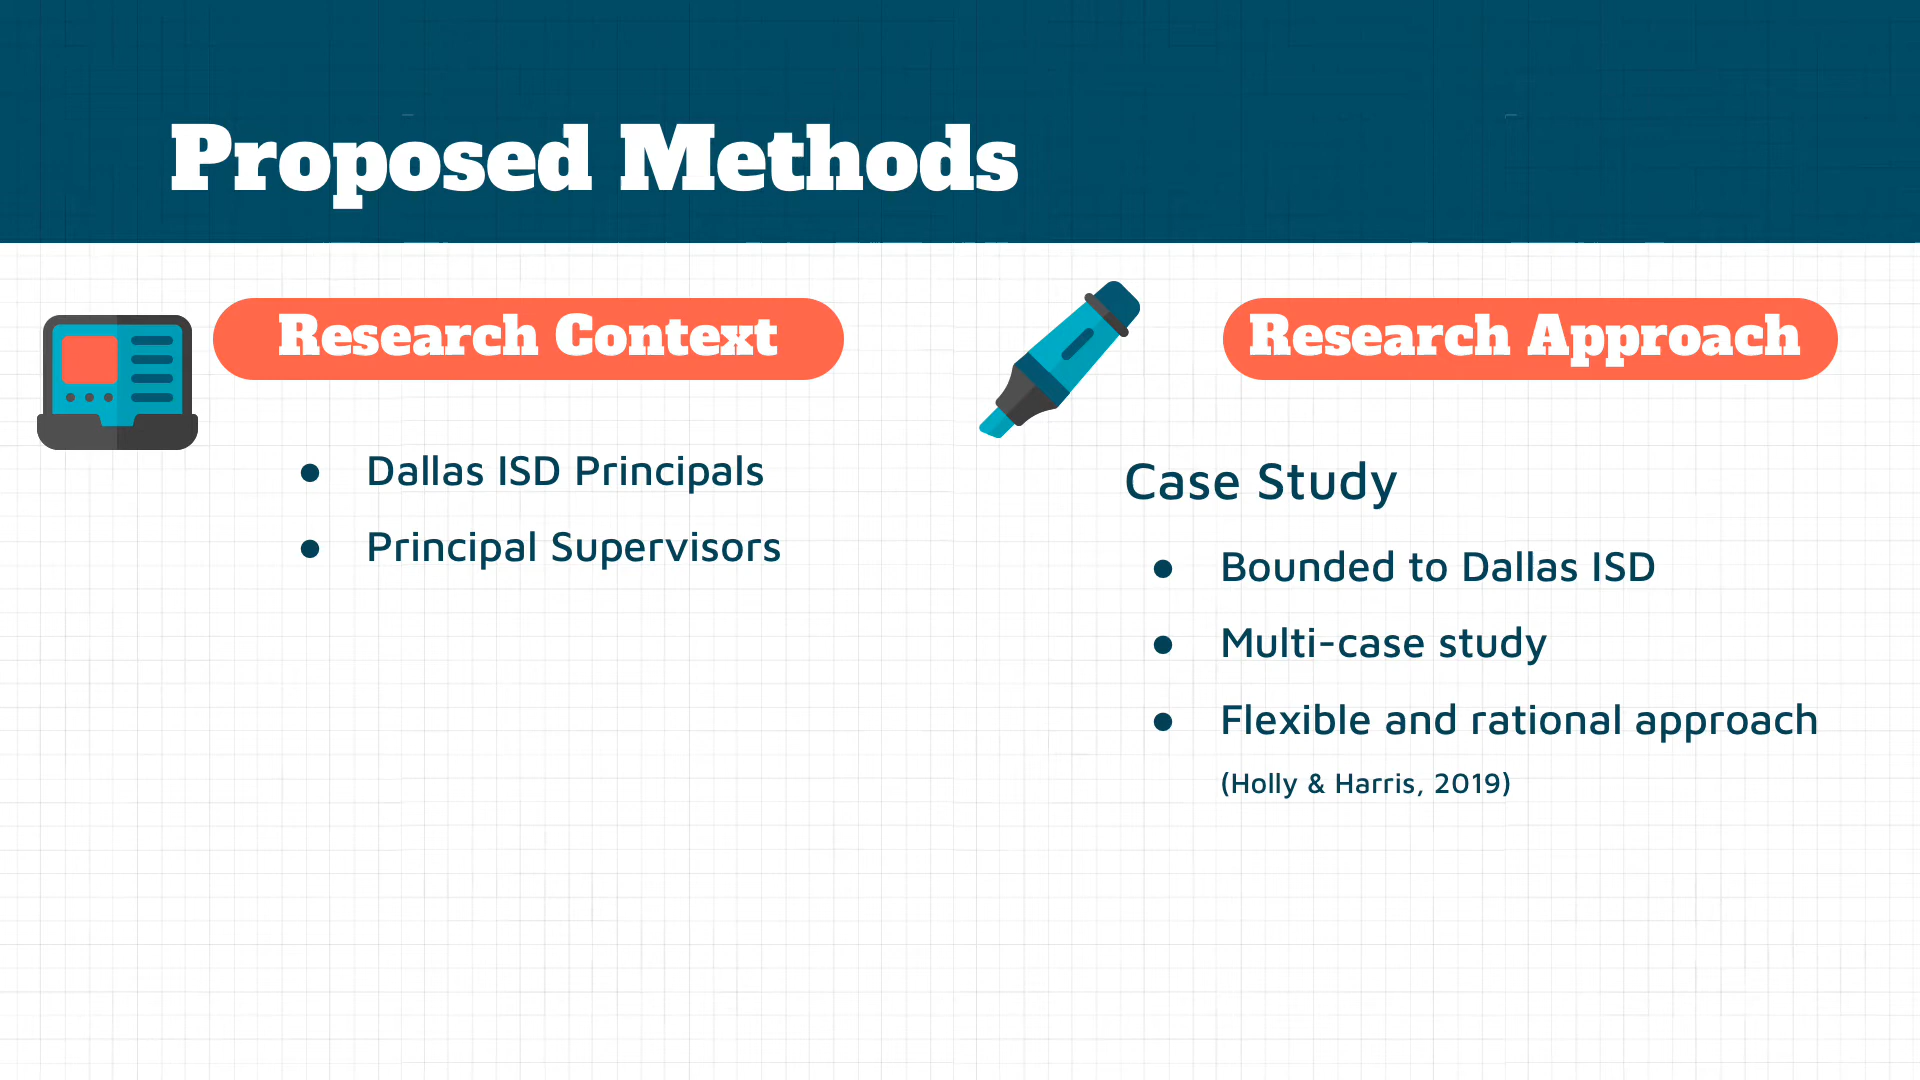 Proposed Methods
Research Context
● Dallas ISD Principals
● Principal Supervisors
Research Approach
Case Study
● Bounded to Dallas ISD
● Multi-case study
● Flexible and rational approach
(Holly & Harris, 2019)